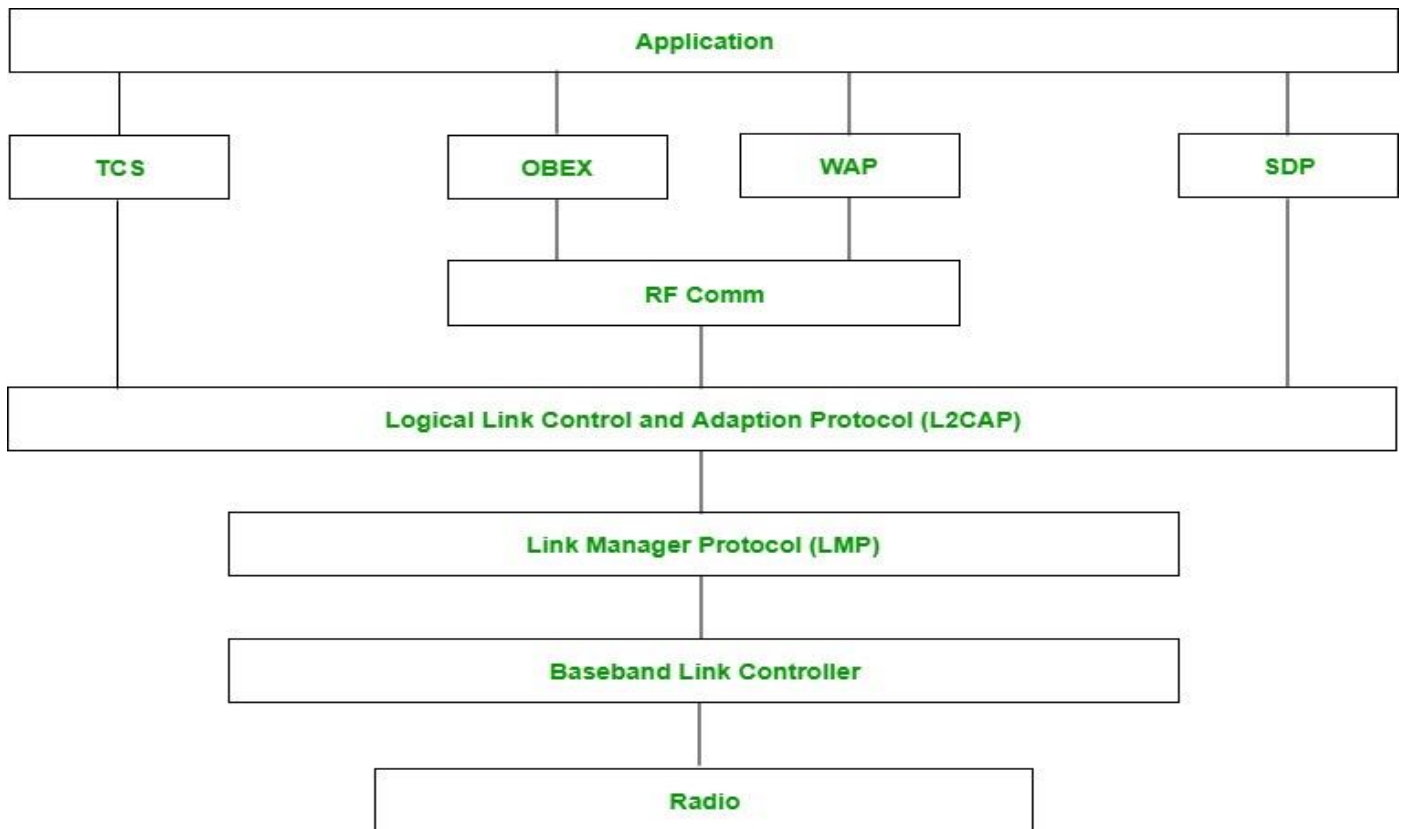 Application
TCS
OBEX
WAP
SDP
RF Comm
Logical Link Control and Adaption Protocol (L2CAP)
Link Manager Protocol (LMP)
Baseband Link Controller
Radio